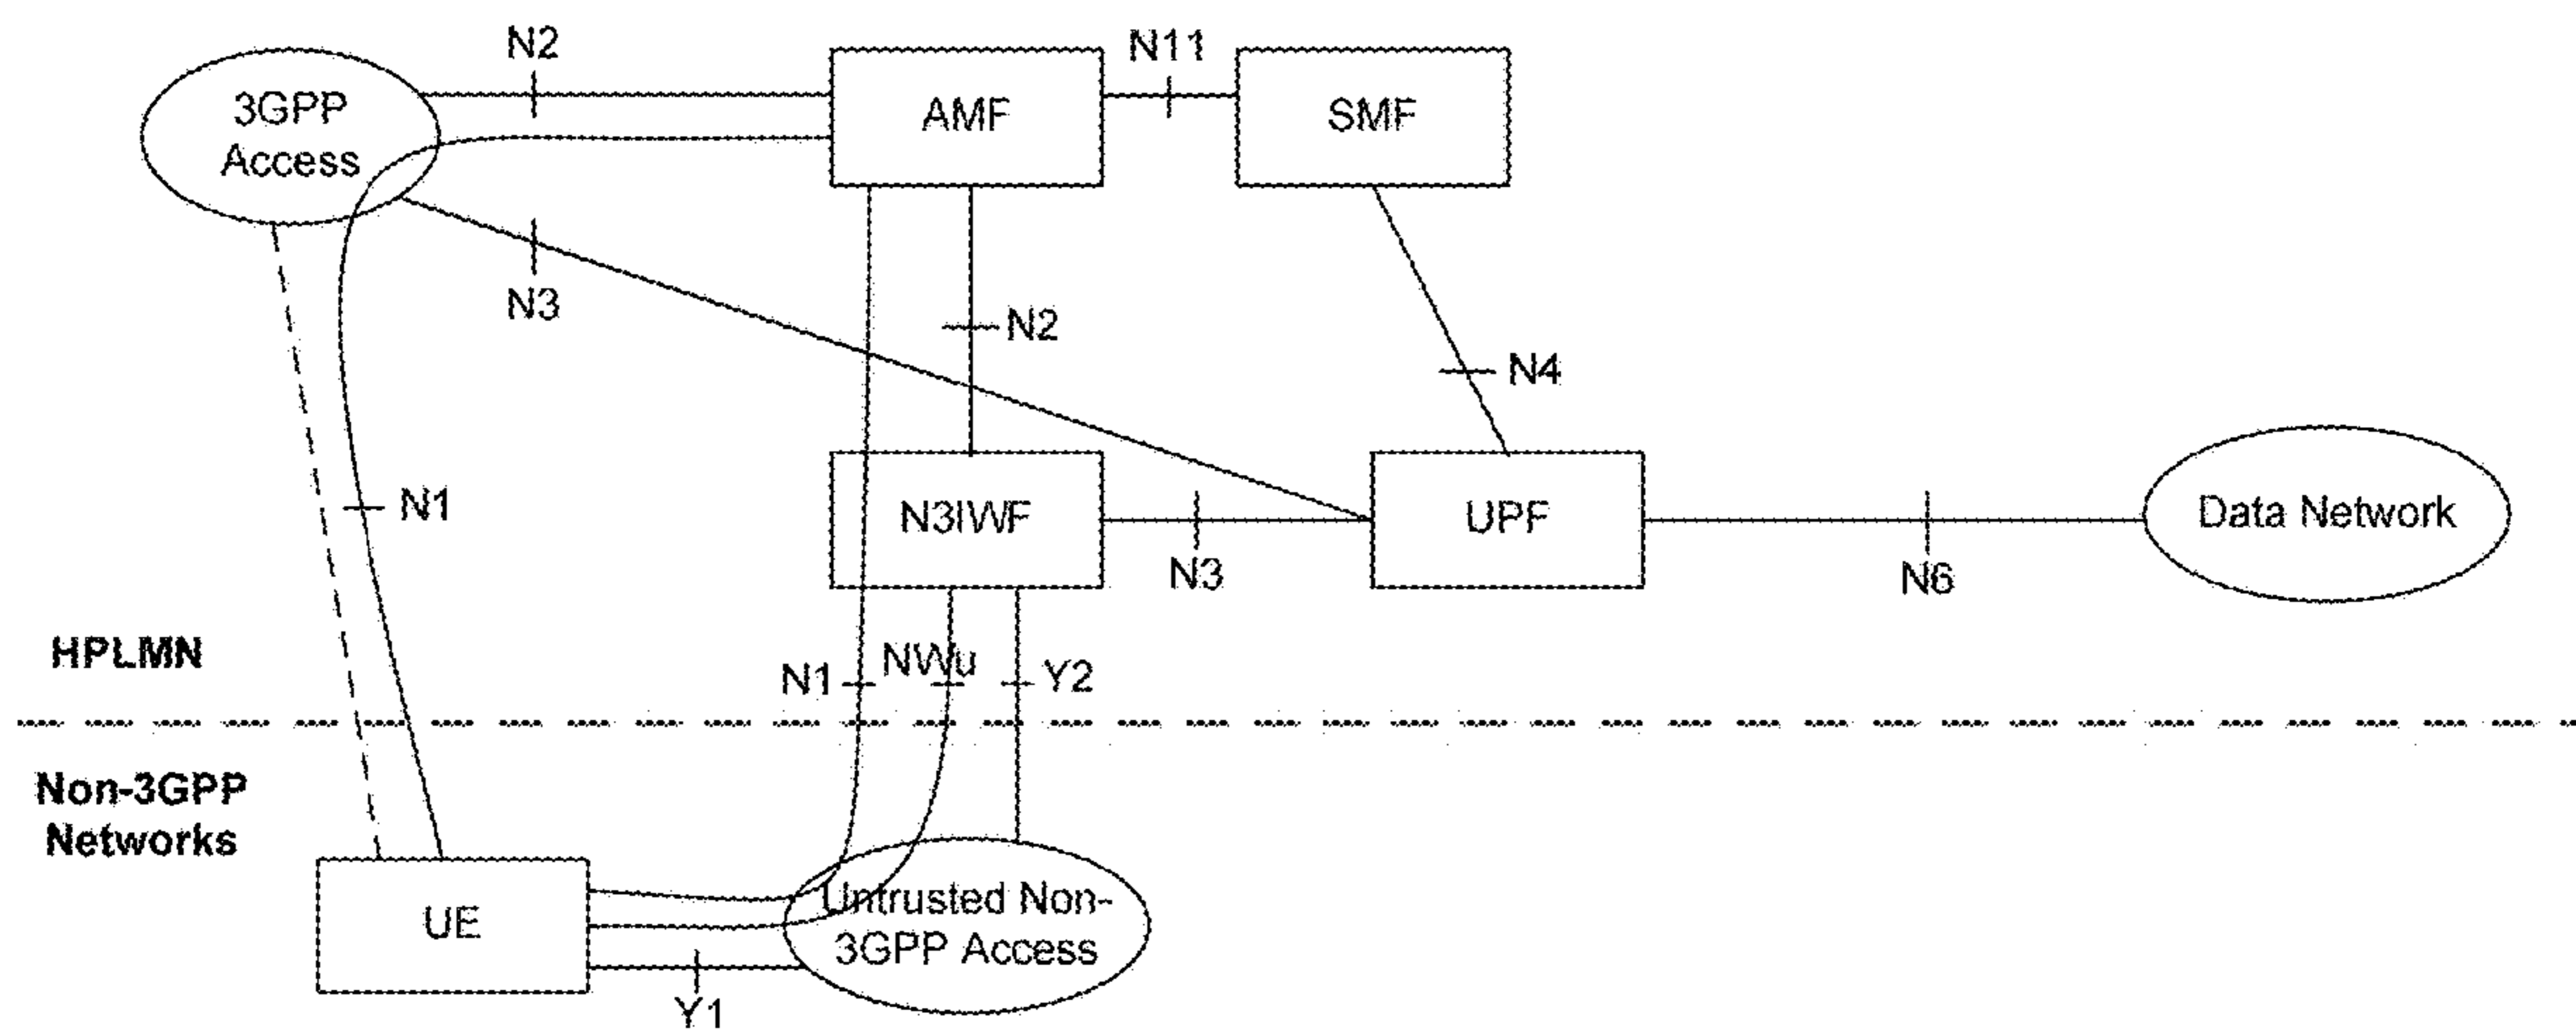 N2
N11
3GPP
Access
AMF
SMF
N3
N2
N4
N1
N3IWF
UPF
Data Network
N3
N6
HPLMN
N1
NWu
Y2
Non-3GPP
Networks
UE
Untrusted Non-
3GPP Access
Y1